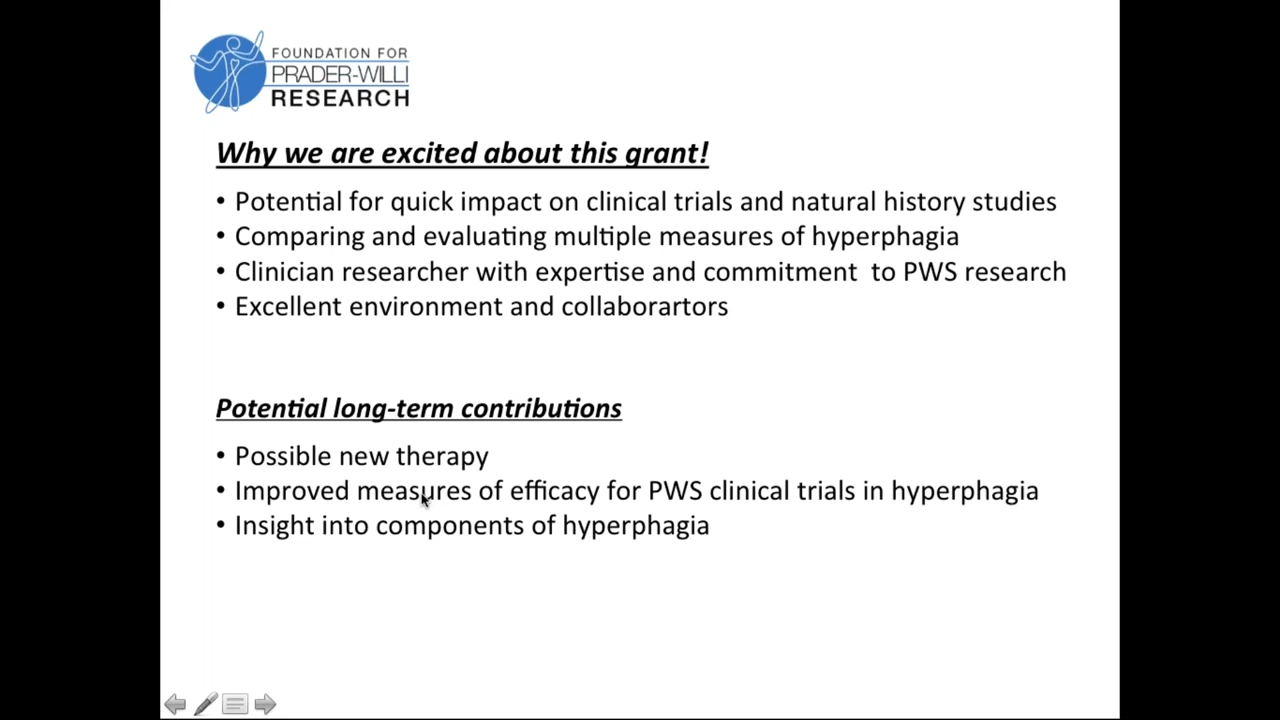 FOUNDATION FOR
PRADER-WILLI
RESEARCH
Why we are excited about this grant!
• Potential for quick impact on clinical trials and natural history studies
• Comparing and evaluating multiple measures of hyperphagia
• Clinician researcher with expertise and commitment  to PWS research
• Excellent environment and collaborartors
Potential long-term contributions
• Possible new therapy
• Improved measures of efficacy for PWS clinical trials in hyperphagia
• Insight into components of hyperphagia